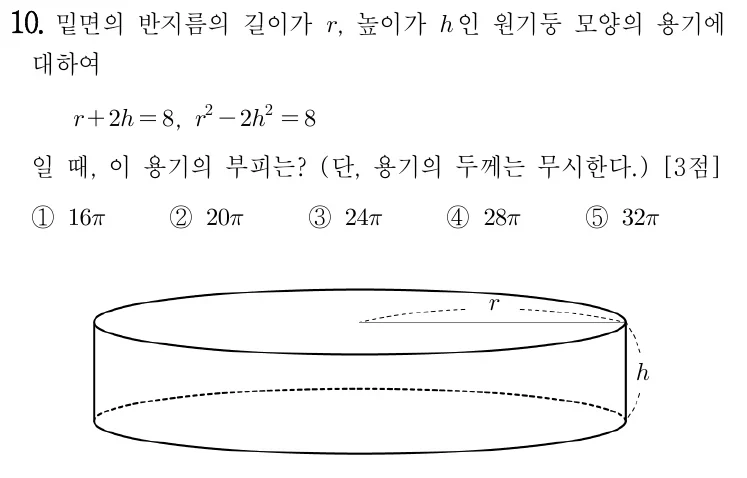 10. 밑면의 반지름의 길이가 r, 높이가 h인 원기둥 모양의 용기에
대하여
r+2h=8, r²−2h²=8
일 때, 이 용기의 부피는? (단, 용기의 두께는 무시한다.) [3점]
① 16π ② 20π ③ 24π ④ 28π ⑤ 32π
r
h